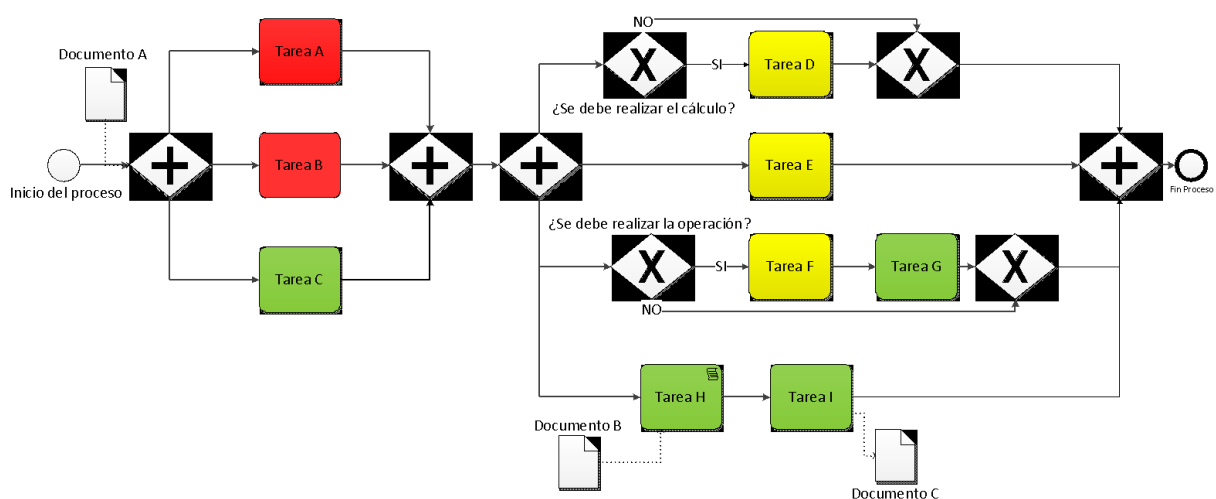 NO
Documento A
Tarea A
SI
Tarea D
¿Se debe realizar el cálculo?
Inicio del proceso
Tarea B
Tarea E
Fin Proceso
¿Se debe realizar la operación?
Tarea C
SI
Tarea F
Tarea G
NO
Tarea H
Tarea I
Documento B
Documento C